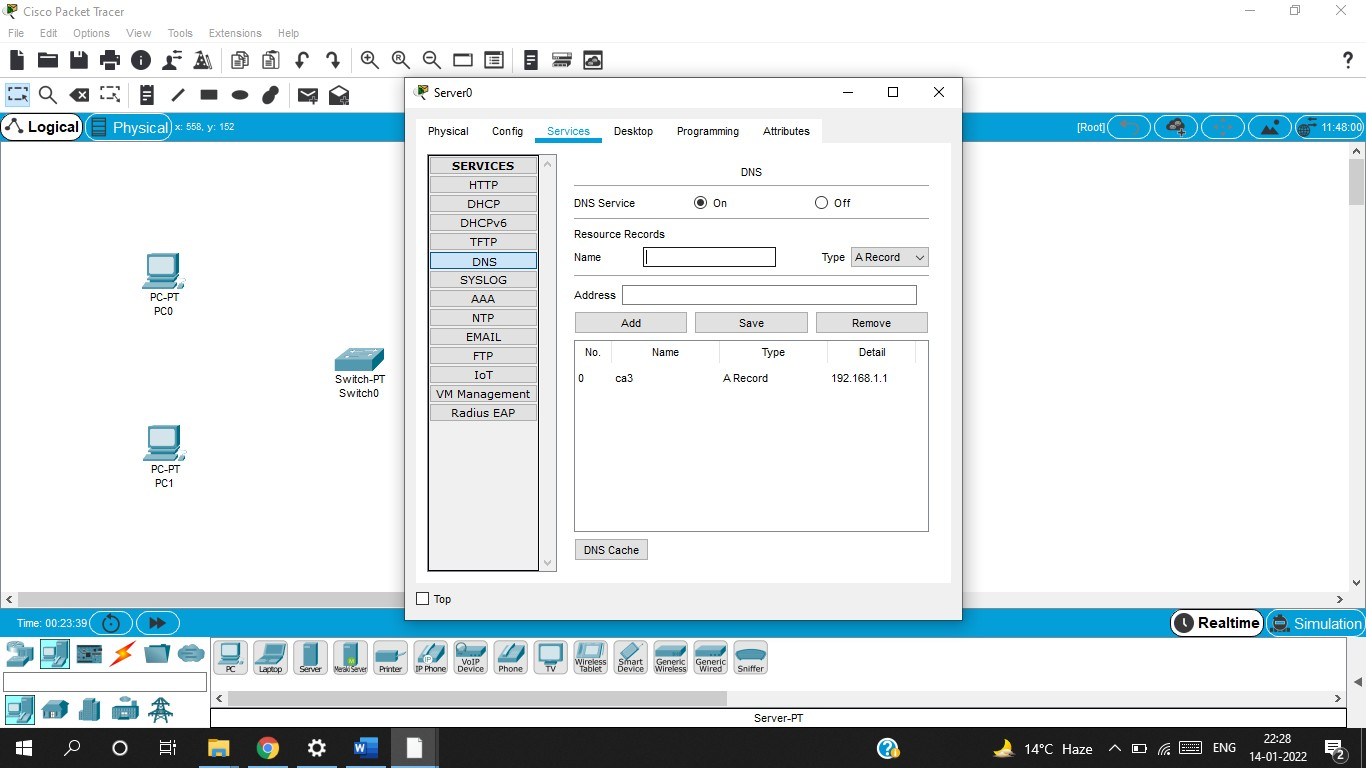 Cisco Packet Tracer
File Edit Options View Tools Extensions Help
?
Logical Physical x: 558, y: 152
[Root] 11:48:00
PC-PT
PC0
Switch-PT
Switch0
PC-PT
PC1
Server0
Physical Config Services Desktop Programming Attributes
SERVICES
HTTP
DHCP
DHCPv6
TFTP
DNS
SYSLOG
AAA
NTP
EMAIL
FTP
IoT
VM Management
Radius EAP
DNS
DNS Service On Off
Resource Records
Name Type A Record
Address
Add Save Remove
No. Name Type Detail
0 ca3 A Record 192.168.1.1
DNS Cache
Top
Time: 00:23:39
Realtime Simulation
PC Laptop Server Meraki Server Printer IP Phone VoIP Device Phone TV Wireless Tablet Smart Device Generic Wireless Generic Wired Sniffer
Server-PT
14°C Haze ENG 22:28
14-01-2022 2